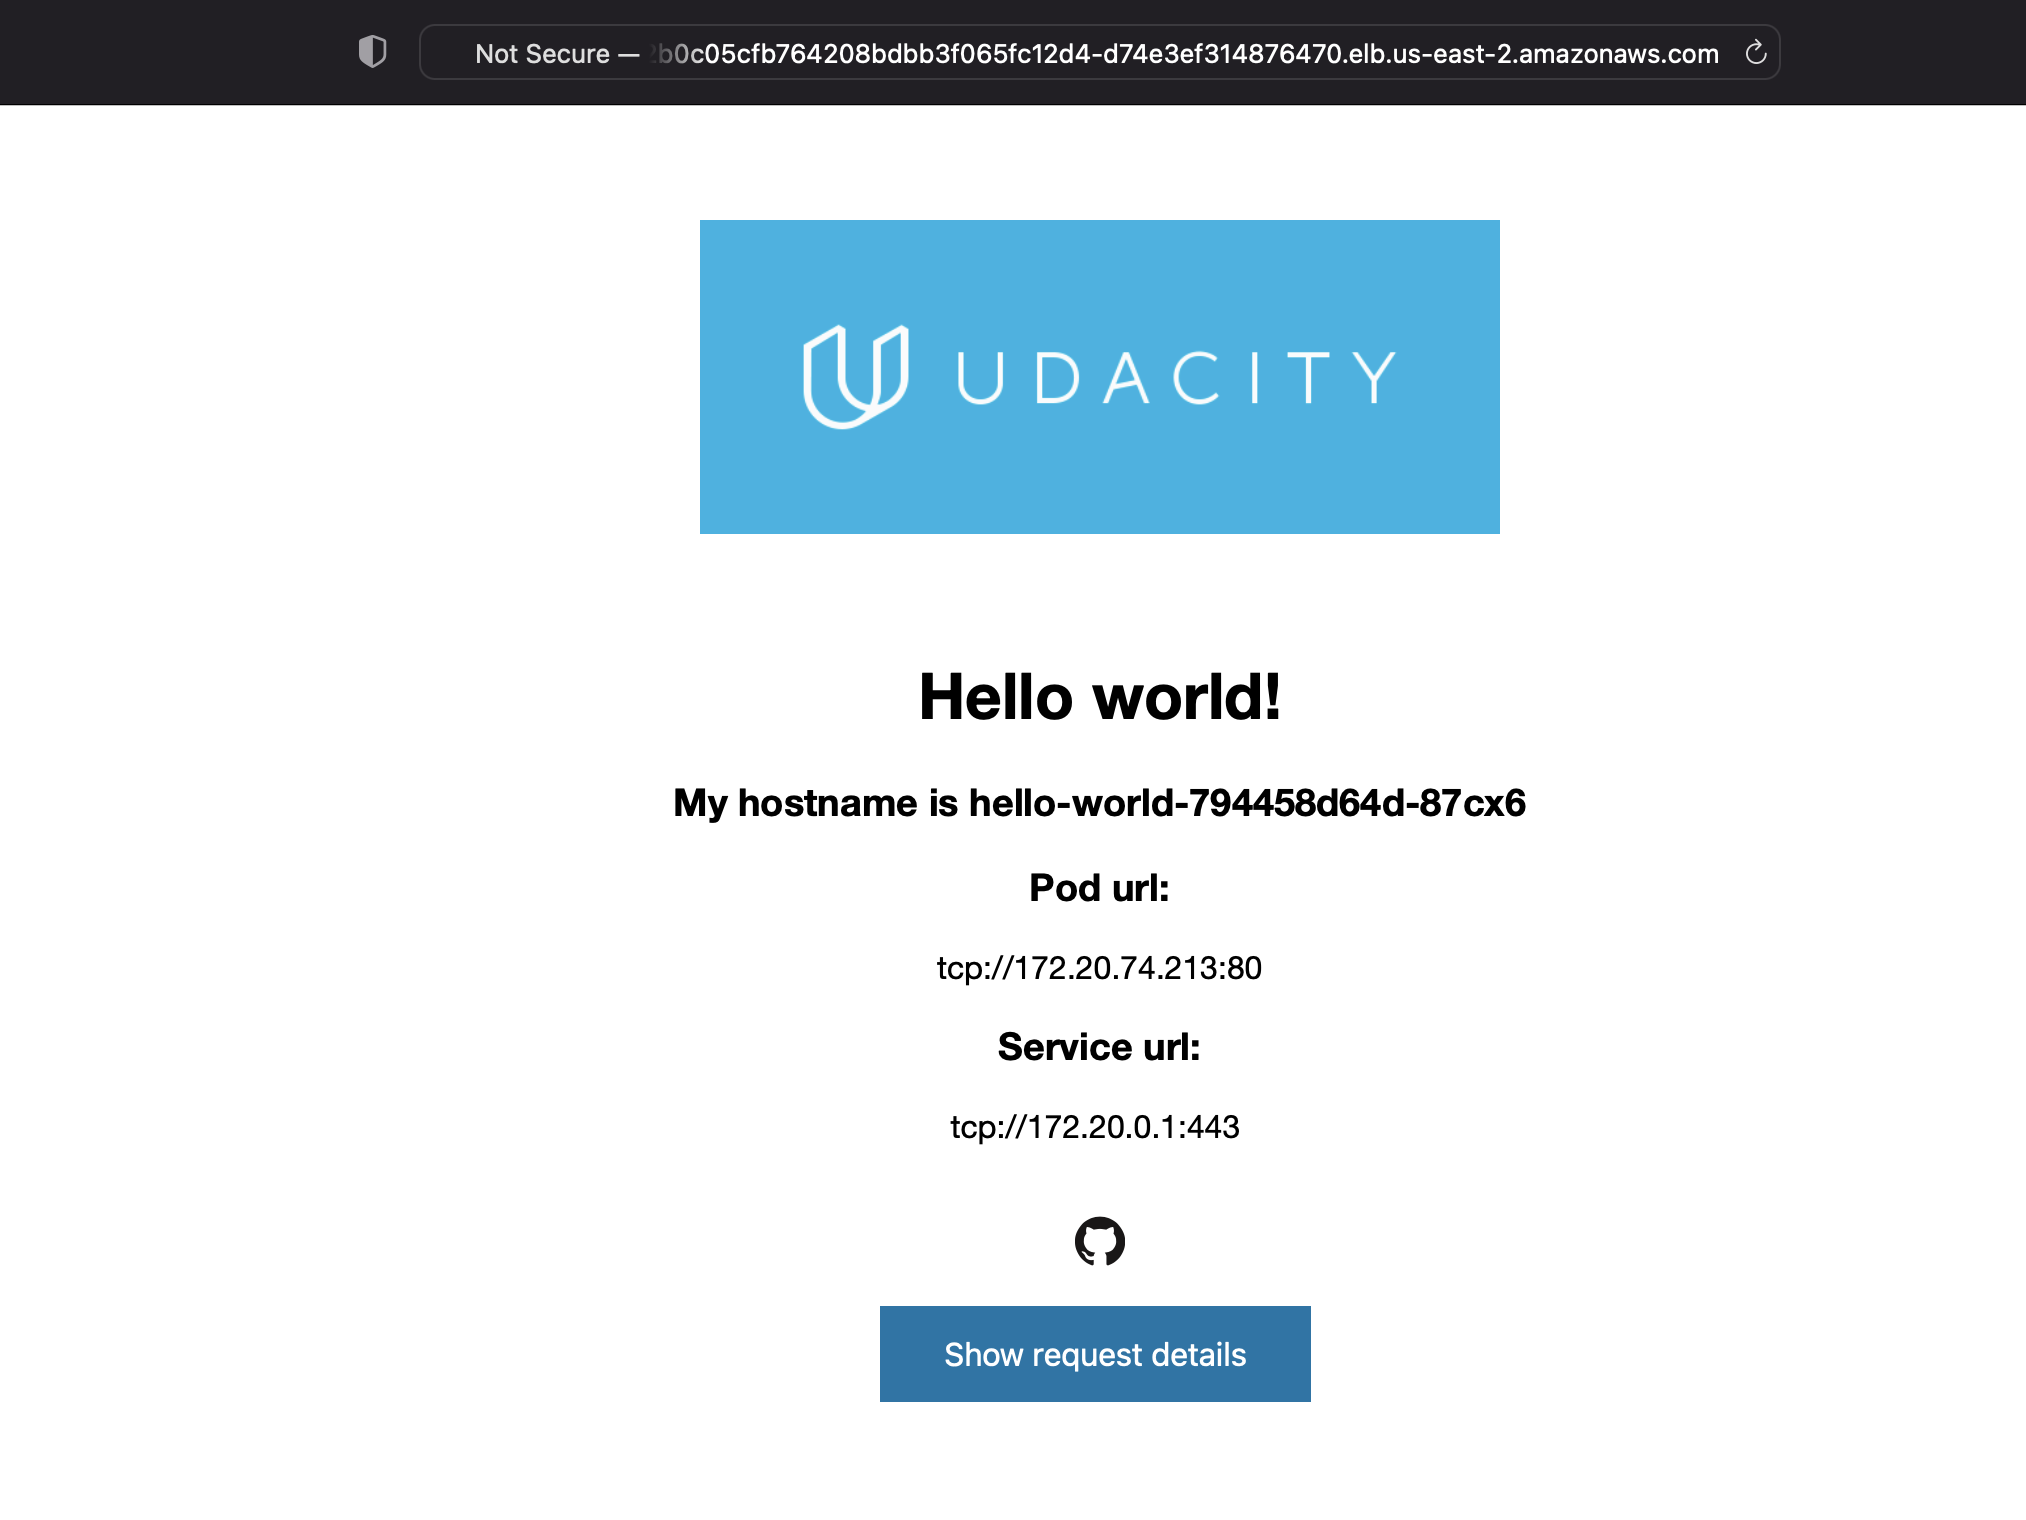 Not Secure — 2b0c05cfb764208bdbb3f065fc12d4-d74e3ef314876470.elb.us-east-2.amazonaws.com
UDACITY
Hello world!
My hostname is hello-world-794458d64d-87cx6
Pod url:
tcp://172.20.74.213:80
Service url:
tcp://172.20.0.1:443
Show request details